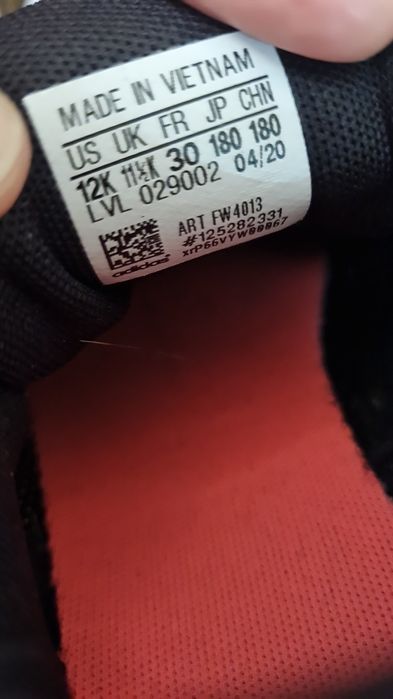 MADE IN VIETNAM
US UK FR JP CHN
12K 11½K 30 180 180
LVL 029002 04/20
ART FW4013
#125282331
xrP66VYW00067
adidas